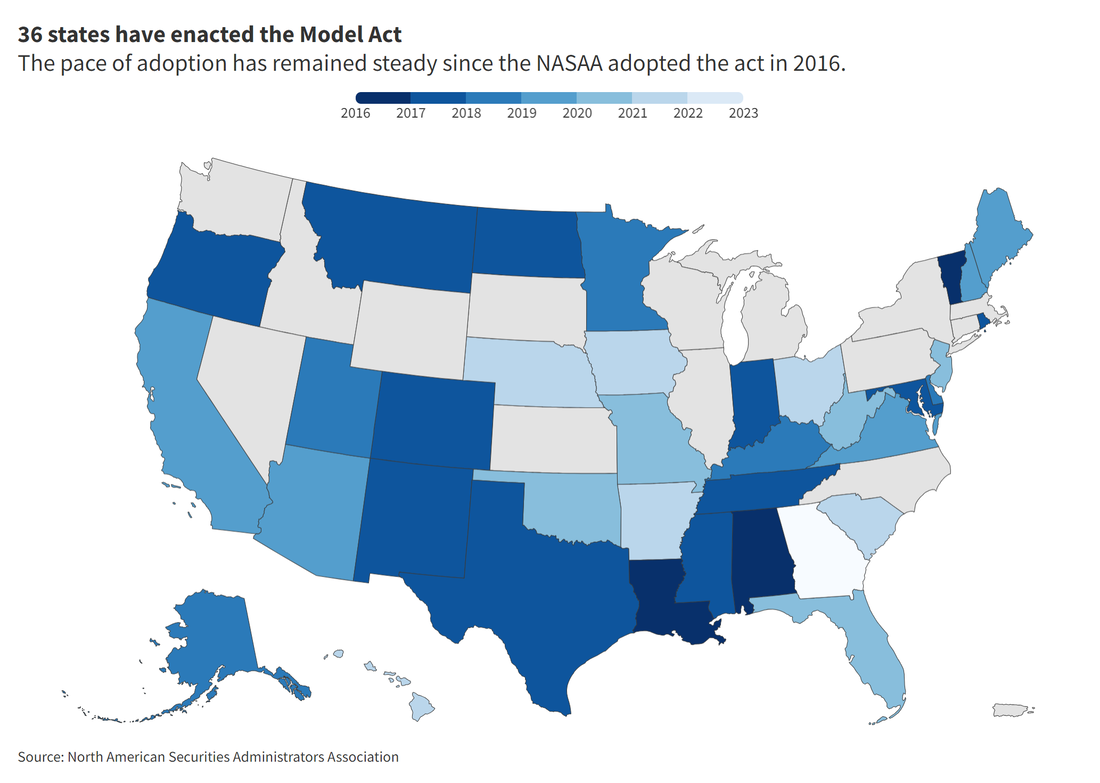 36 states have enacted the Model Act
The pace of adoption has remained steady since the NASAA adopted the act in 2016.
2016 2017 2018 2019 2020 2021 2022 2023
Source: North American Securities Administrators Association